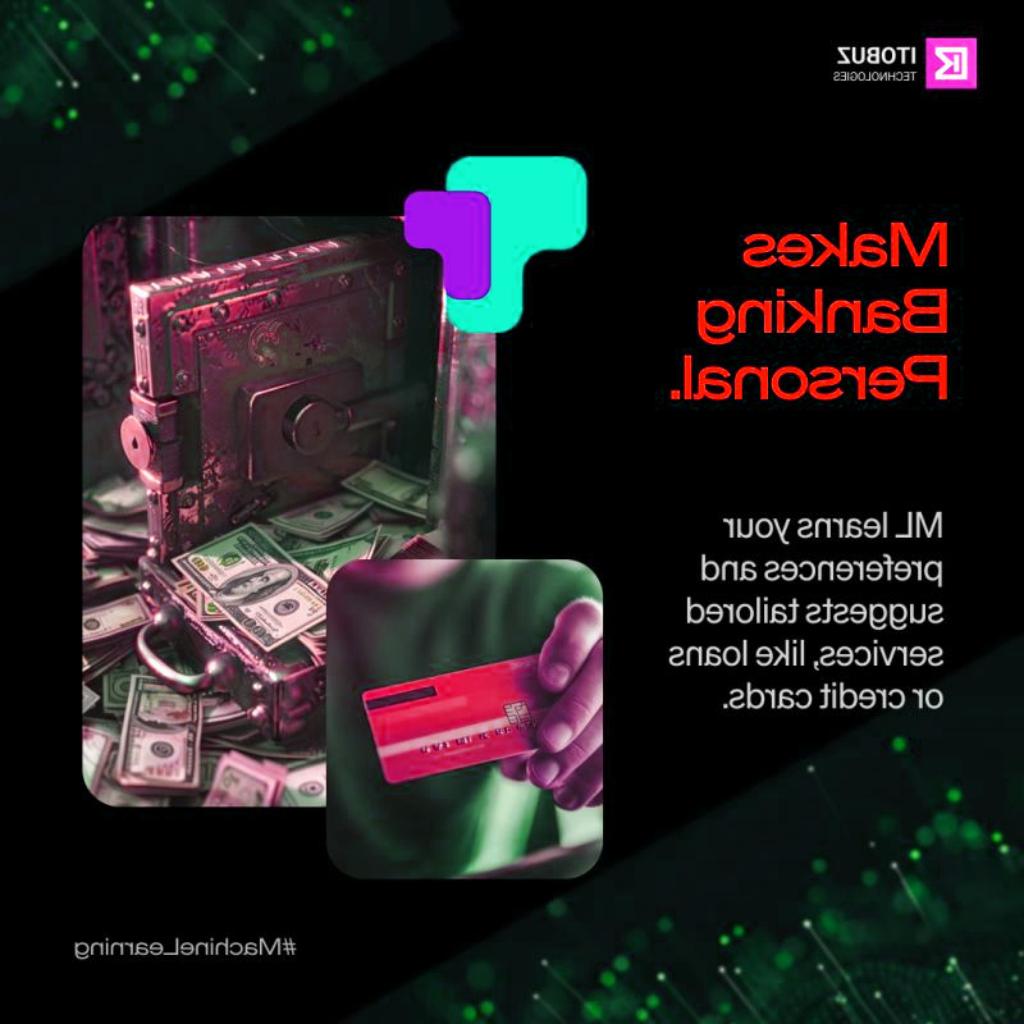 ITOBUZ
TECHNOLOGIES
Makes
Banking
Personal.
ML learns your
preferences and
suggests tailored
services, like loans
or credit cards.
#MachineLearning